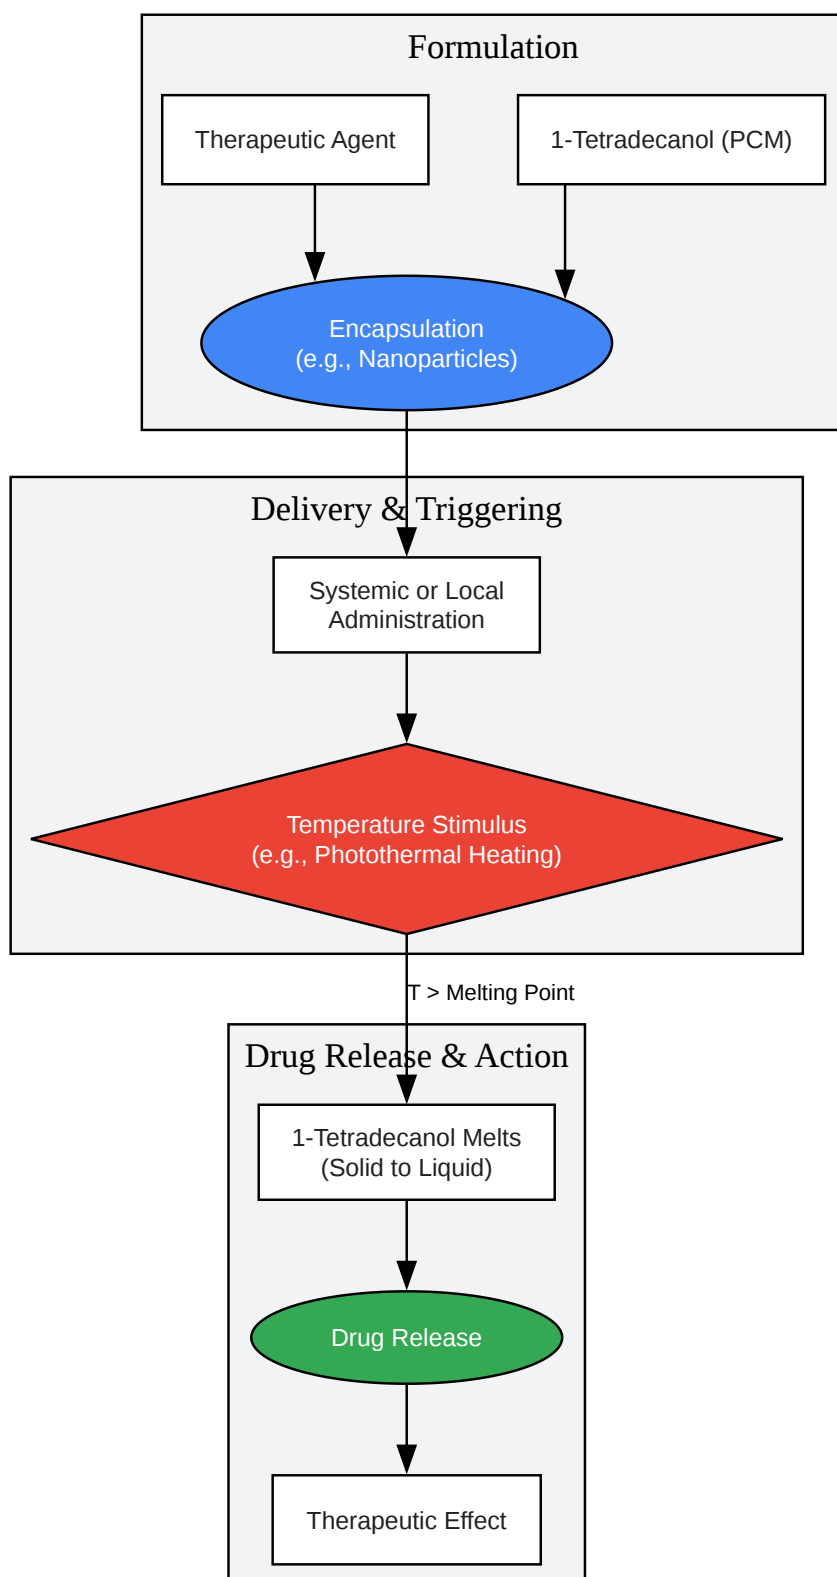 Formulation
Therapeutic Agent
1-Tetradecanol (PCM)
Encapsulation
(e.g., Nanoparticles)
Delivery & Triggering
Systemic or Local
Administration
Temperature Stimulus
(e.g., Photothermal Heating)
T > Melting Point
Drug Release & Action
1-Tetradecanol Melts
(Solid to Liquid)
Drug Release
Therapeutic Effect